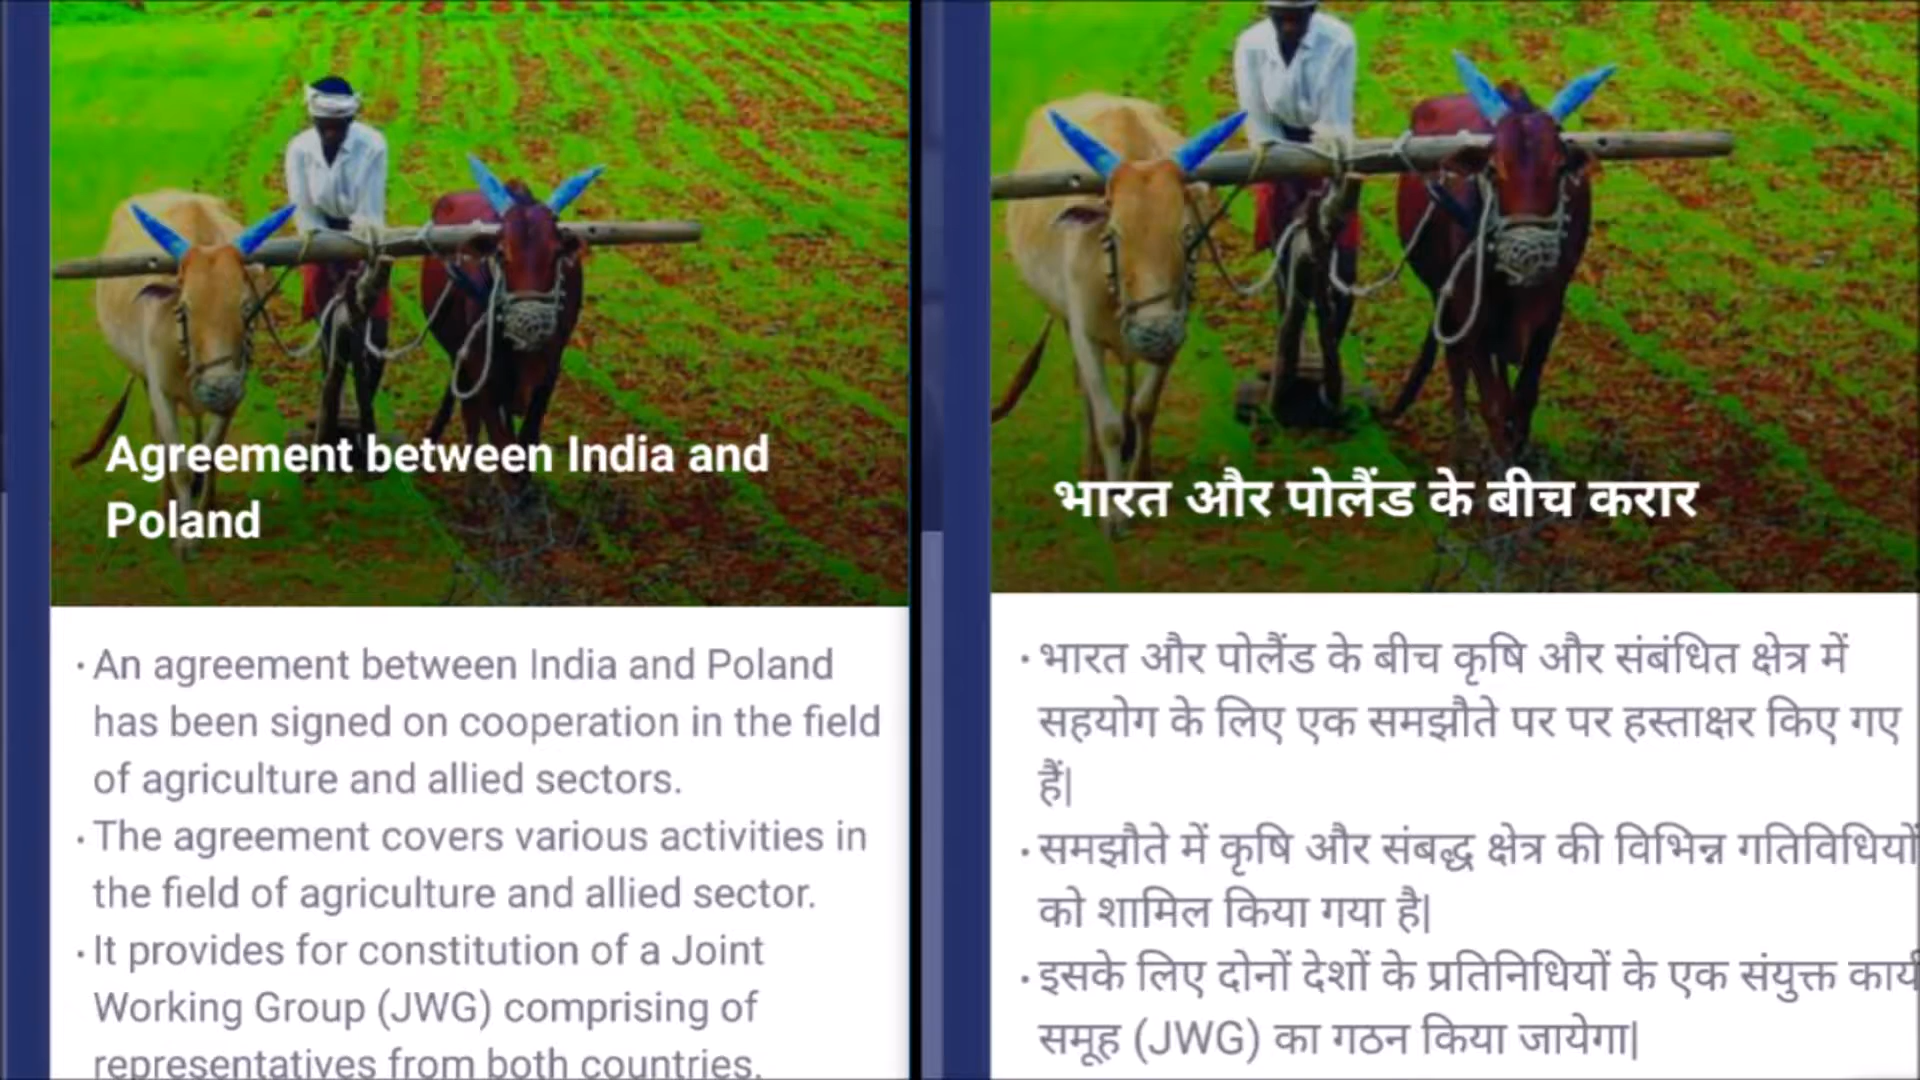 Agreement between India and
Poland
· An agreement between India and Poland
has been signed on cooperation in the field
of agriculture and allied sectors.
· The agreement covers various activities in
the field of agriculture and allied sector.
· It provides for constitution of a Joint
Working Group (JWG) comprising of
representatives from both countries.
भारत और पोलैंड के बीच करार
· भारत और पोलैंड के बीच कृषि और संबंधित क्षेत्र में
सहयोग के लिए एक समझौते पर पर हस्ताक्षर किए गए
हैं|
· समझौते में कृषि और संबद्ध क्षेत्र की विभिन्न गतिविधियों
को शामिल किया गया है|
· इसके लिए दोनों देशों के प्रतिनिधियों के एक संयुक्त कार्य
समूह (JWG) का गठन किया जायेगा|